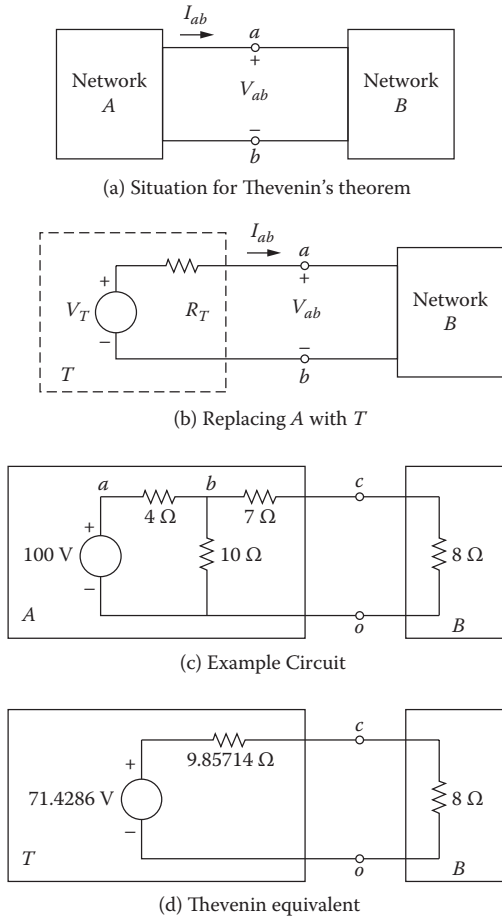 I_ab
a
Network A
+
V_ab
Network B
−
b
(a) Situation for Thevenin's theorem
I_ab
a
+
V_T
R_T
+
V_ab
Network B
−
−
b
T
(b) Replacing A with T
a
b
c
+
4 Ω
7 Ω
100 V
10 Ω
8 Ω
−
A
o
B
(c) Example Circuit
c
+
9.85714 Ω
71.4286 V
8 Ω
−
T
o
B
(d) Thevenin equivalent